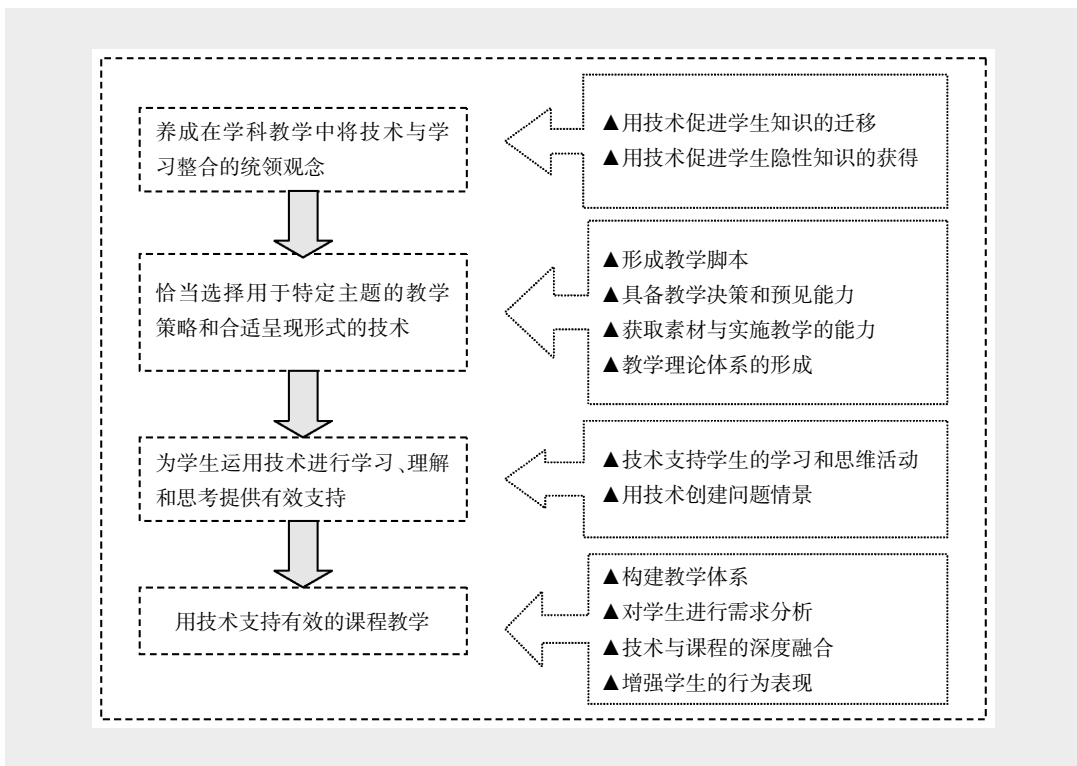 养成在学科教学中将技术与学
习整合的统领观念
▲用技术促进学生知识的迁移
▲用技术促进学生隐性知识的获得
恰当选择用于特定主题的教学
策略和合适呈现形式的技术
▲形成教学脚本
▲具备教学决策和预见能力
▲获取素材与实施教学的能力
▲教学理论体系的形成
为学生运用技术进行学习、理解
和思考提供有效支持
▲技术支持学生的学习和思维活动
▲用技术创建问题情景
用技术支持有效的课程教学
▲构建教学体系
▲对学生进行需求分析
▲技术与课程的深度融合
▲增强学生的行为表现